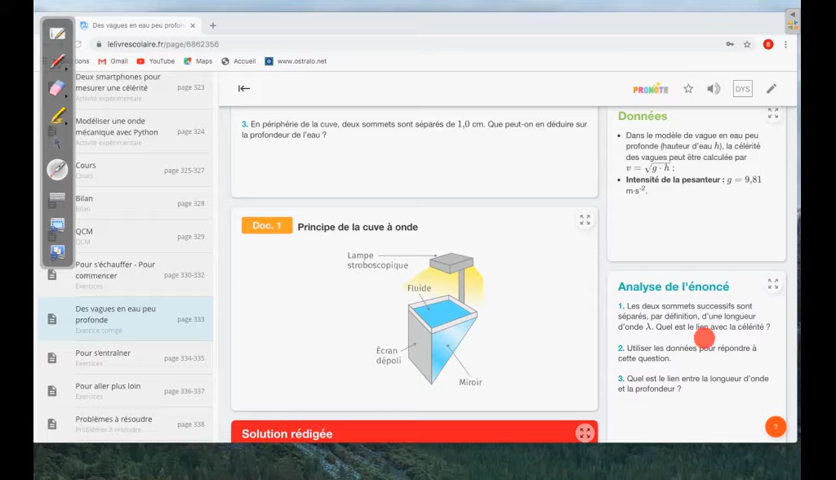 Des vagues en eau peu profon
lelivrescolaire.fr/page/6862356
Gmail
YouTube
Maps
Accueil
www.ostralo.net
Deux smartphones pour
mesurer une célérité
Activité expérimentale
page 323
Modéliser une onde
mécanique avec Python
Activité expérimentale
page 324
Cours
Cours
page 325-327
Bilan
Bilan
page 328
QCM
QCM
page 329
Pour s'échauffer - Pour
commencer
Exercices
page 330-332
Des vagues en eau peu
profonde
Exercice corrigé
page 333
Pour s'entraîner
Exercices
page 334-335
Pour aller plus loin
Exercices
page 336-337
Problèmes à résoudre
Problèmes à résoudre
page 338
PRONOTE
DYS
3. En périphérie de la cuve, deux sommets sont séparés de 1,0 cm. Que peut-on en déduire sur
la profondeur de l'eau ?
Doc. 1 Principe de la cuve à onde
Lampe
stroboscopique
Fluide
Écran
dépoli
Miroir
Solution rédigée
Données
• Dans le modèle de vague en eau peu
profonde (hauteur d'eau h), la célérité
des vagues peut être calculée par
v = √g · h ;
• Intensité de la pesanteur : g = 9,81
m·s-2.
Analyse de l'énoncé
1. Les deux sommets successifs sont
séparés, par définition, d'une longueur
d'onde λ. Quel est le lien avec la célérité ?
2. Utiliser les données pour répondre à
cette question.
3. Quel est le lien entre la longueur d'onde
et la profondeur ?
?